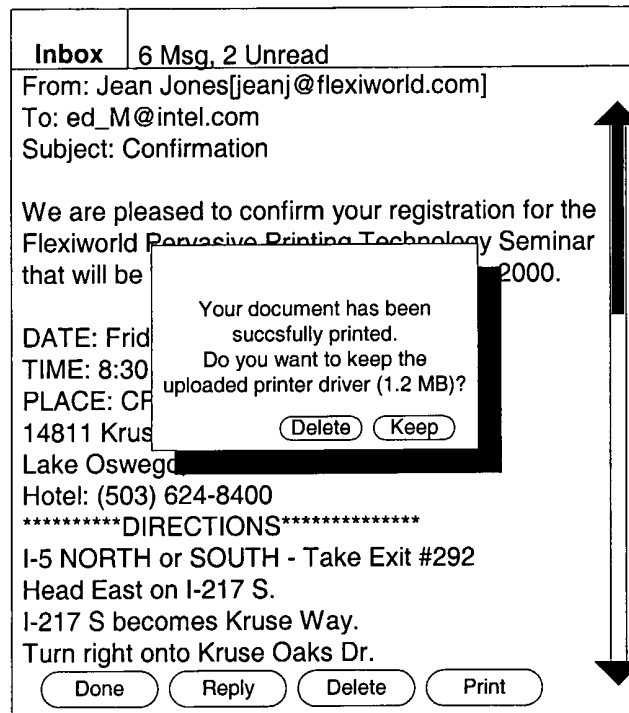 Inbox 6 Msg, 2 Unread
From: Jean Jones[jeanj@flexiworld.com]
To: ed_M@intel.com
Subject: Confirmation
We are pleased to confirm your registration for the
Flexiworld Pervasive Printing Technology Seminar
that will be 2000.
Your document has been
succsfully printed.
Do you want to keep the
uploaded printer driver (1.2 MB)?
Delete Keep
DATE: Frid
TIME: 8:30
PLACE:
14811 Krus
Lake Oswego
Hotel: (503) 624-8400
**********DIRECTIONS**************
I-5 NORTH or SOUTH - Take Exit #292
Head East on I-217 S.
I-217 S becomes Kruse Way.
Turn right onto Kruse Oaks Dr.
Done Reply Delete Print